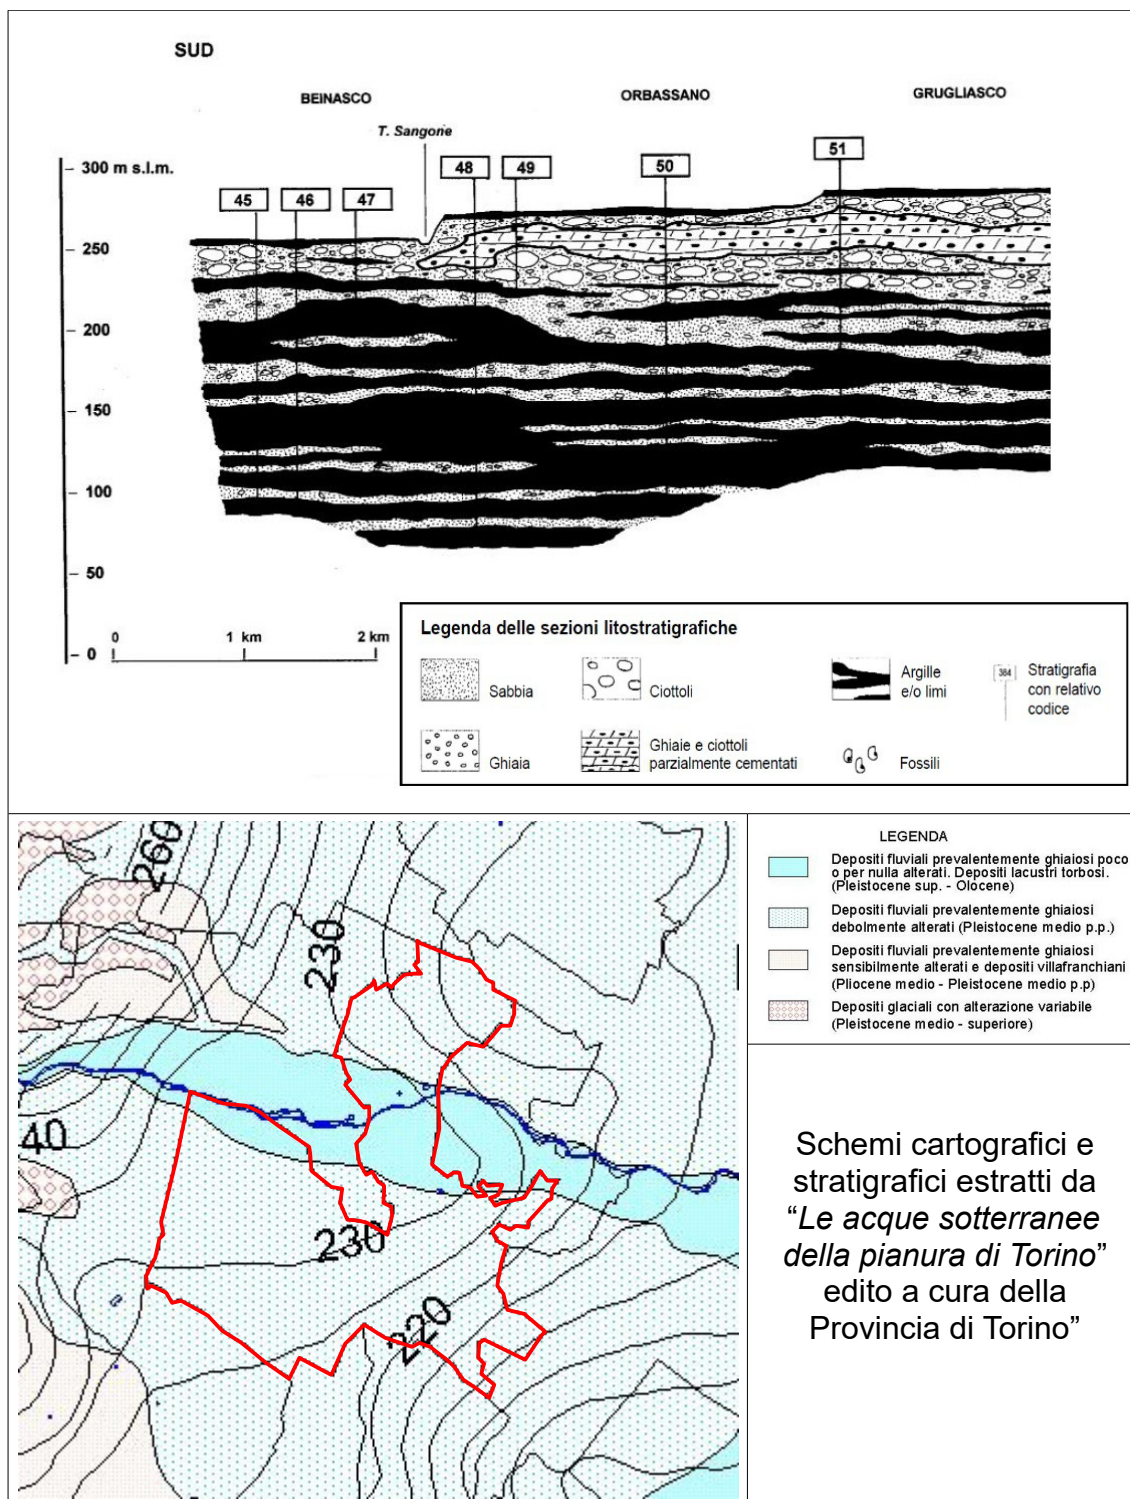 SUD
BEINASCO
ORBASSANO
GRUGLIASCO
T. Sangone
300 m s.l.m.
250
200
150
100
50
0
45
46
47
48
49
50
51
0
1 km
2 km
Legenda delle sezioni litostratigrafiche
Sabbia
Ciottoli
Argille
e/o limi
384
Stratigrafia
con relativo
codice
Ghiaia
Ghiaie e ciottoli
parzialmente cementati
Fossili
260
230
40
230
220
LEGENDA
Depositi fluviali prevalentemente ghiaiosi poco
o per nulla alterati. Depositi lacustri torbosi.
(Pleistocene sup. - Olocene)
Depositi fluviali prevalentemente ghiaiosi
debolmente alterati (Pleistocene medio p.p.)
Depositi fluviali prevalentemente ghiaiosi
sensibilmente alterati e depositi villafranchiani
(Pliocene medio - Pleistocene medio p.p)
Depositi glaciali con alterazione variabile
(Pleistocene medio - superiore)
Schemi cartografici e
stratigrafici estratti da
“Le acque sotterranee
della pianura di Torino”
edito a cura della
Provincia di Torino”